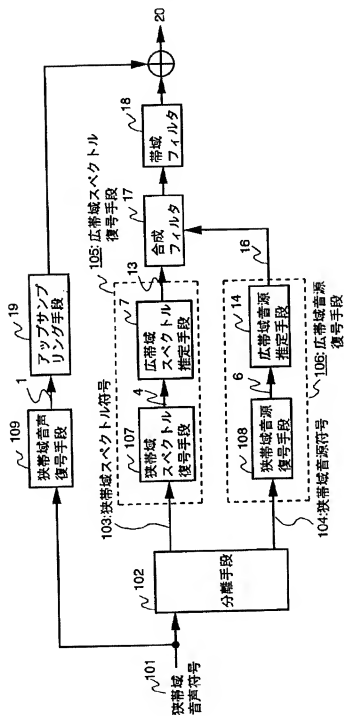 101
狭帯域
音声符号
102
分離手段
109
狭帯域音声
復号手段
1
19
アップサンプ
リング手段
103:狭帯域スペクトル符号
107
狭帯域
スペクトル
復号手段
4
7
広帯域
スペクトル
推定手段
13
105:広帯域スペクトル
復号手段
17
合成
フィルタ
18
帯域
フィルタ
20
104:狭帯域音源符号
108
狭帯域音源
復号手段
6
14
広帯域音源
推定手段
16
106:広帯域音源
復号手段